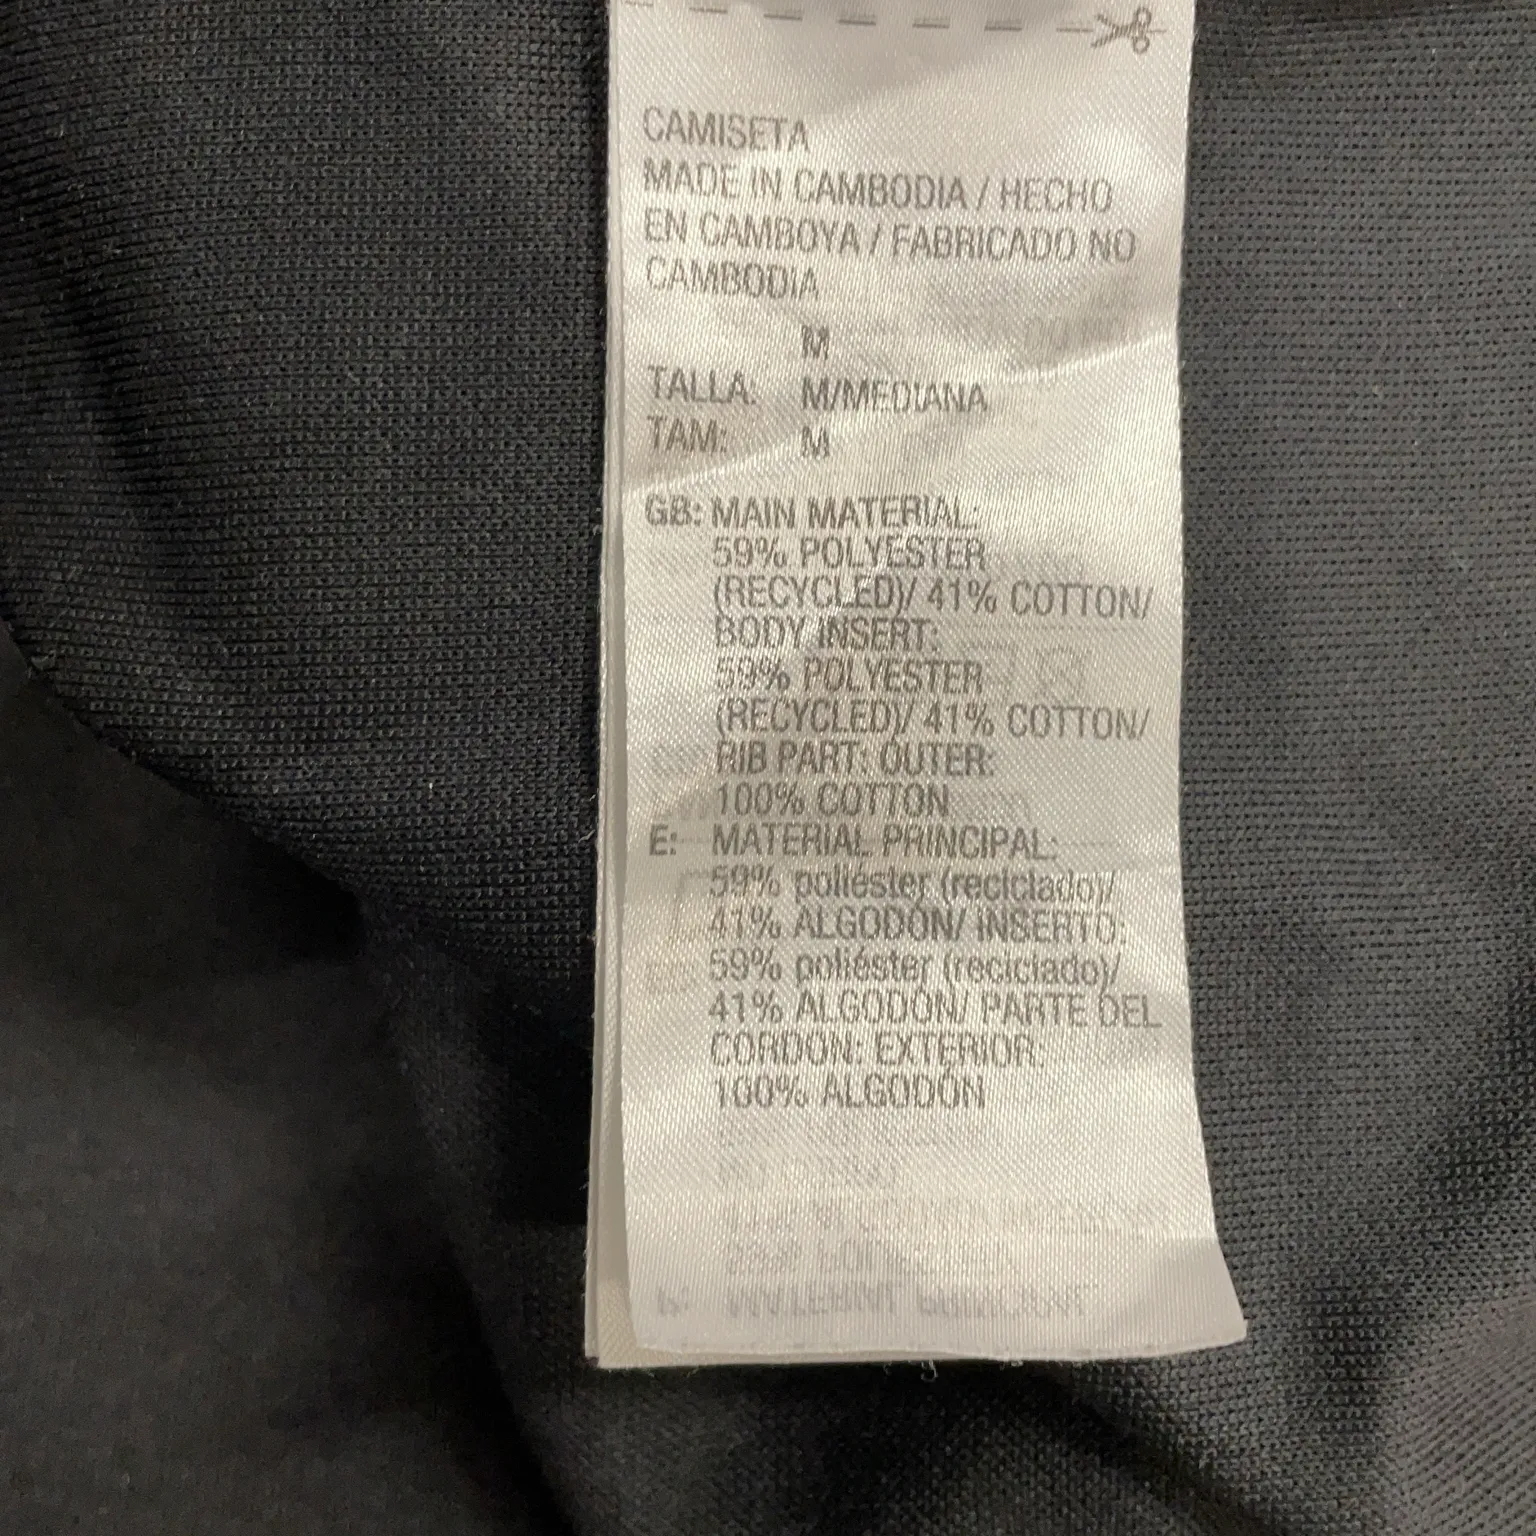 CAMISETA
MADE IN CAMBODIA / HECHO
EN CAMBOYA / FABRICADO NO
CAMBODIA
M
TALLA: M/MEDIANA
TAM: M
GB: MAIN MATERIAL:
59% POLYESTER
(RECYCLED)/ 41% COTTON/
BODY INSERT:
59% POLYESTER
(RECYCLED)/ 41% COTTON/
RIB PART: OUTER:
100% COTTON
E: MATERIAL PRINCIPAL:
59% poliéster (reciclado)/
41% ALGODÓN/ INSERTO:
59% poliéster (reciclado)/
41% ALGODÓN/ PARTE DEL
CORDON: EXTERIOR:
100% ALGODÓN